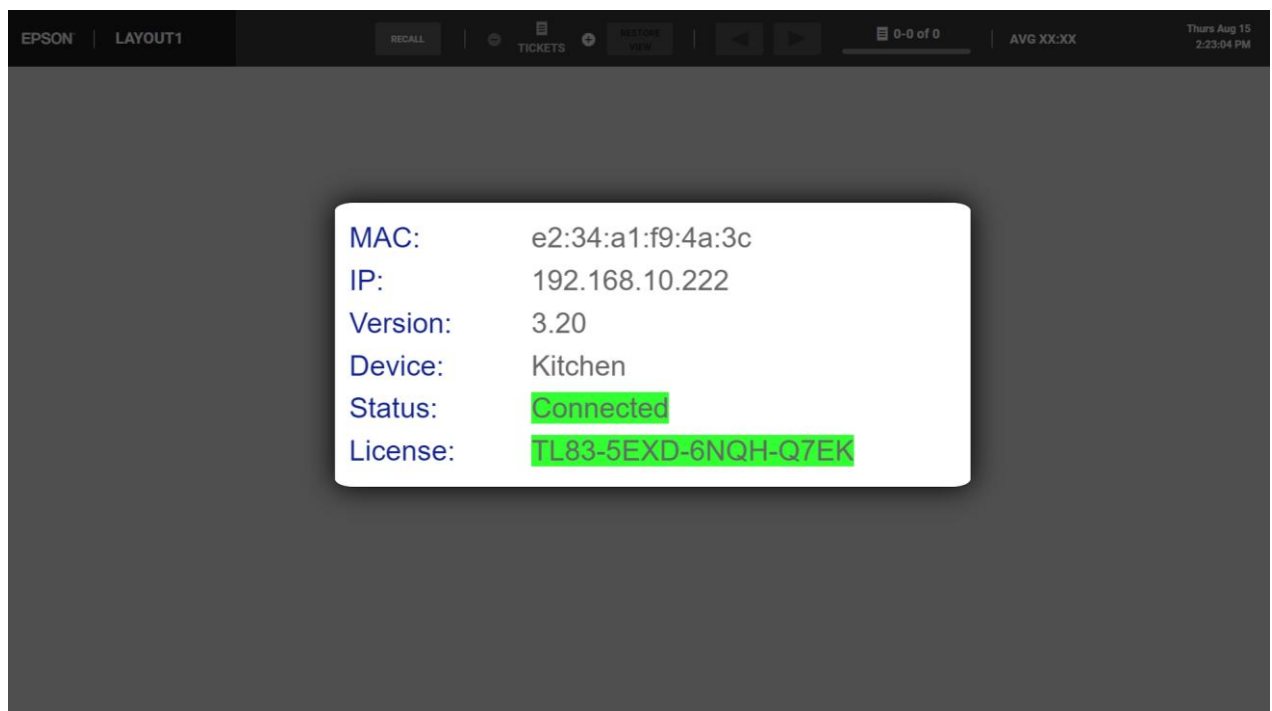 EPSON LAYOUT1 RECALL TICKETS RESTORE VIEW 0-0 of 0 AVG XX:XX Thurs Aug 15
2:23:04 PM
MAC: e2:34:a1:f9:4a:3c
IP: 192.168.10.222
Version: 3.20
Device: Kitchen
Status: Connected
License: TL83-5EXD-6NQH-Q7EK